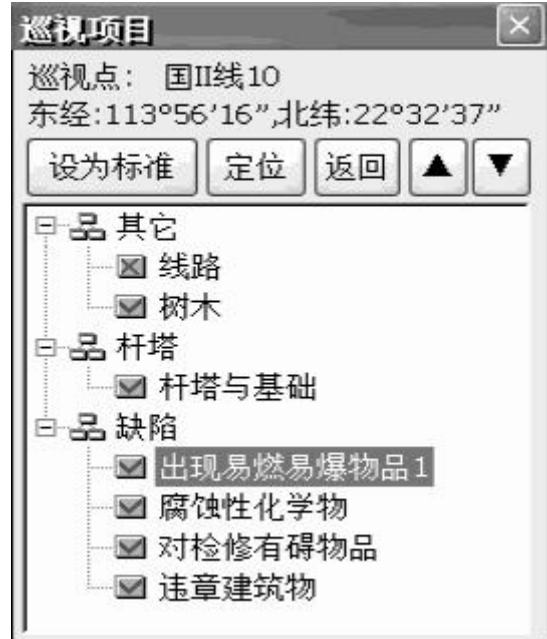 巡视项目
巡视点： 国II线10
东经:113°56′16″,北纬:22°32′37″
设为标准 定位 返回 ▲ ▼
其它
线路
树木
杆塔
杆塔与基础
缺陷
出现易燃易爆物品1
腐蚀性化学物
对检修有碍物品
违章建筑物